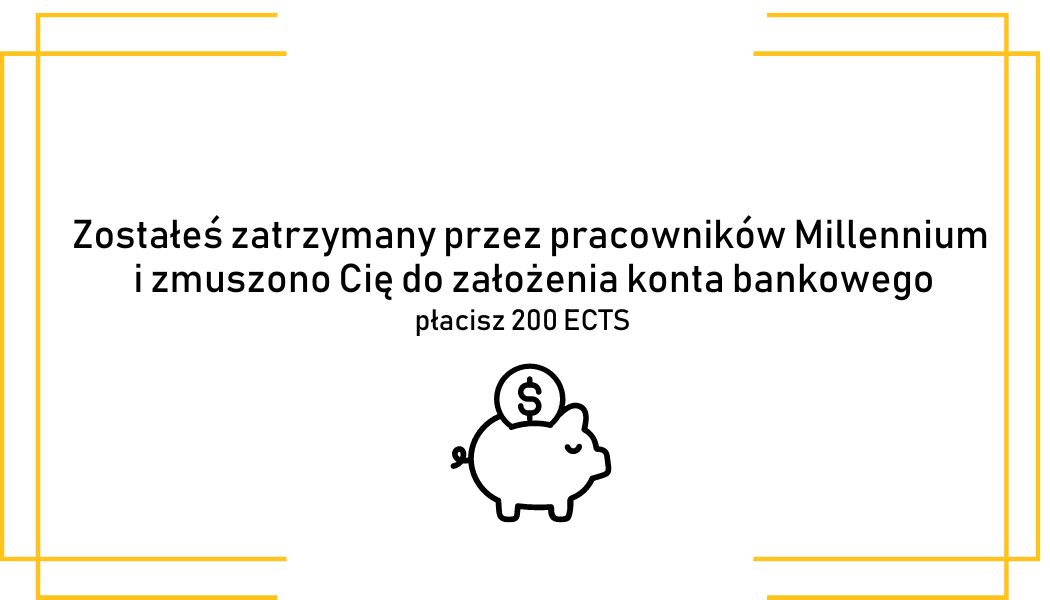 Zostałeś zatrzymany przez pracowników Millennium
i zmuszono Cię do założenia konta bankowego
płacisz 200 ECTS
$